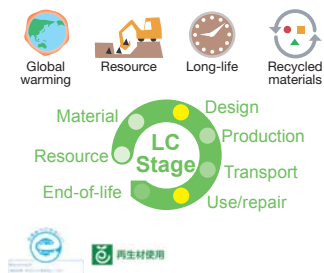 Global warming
Resource
Long-life
Recycled materials
Material
Design
Resource
Production
LC Stage
End-of-life
Transport
Use/repair
再生材使用